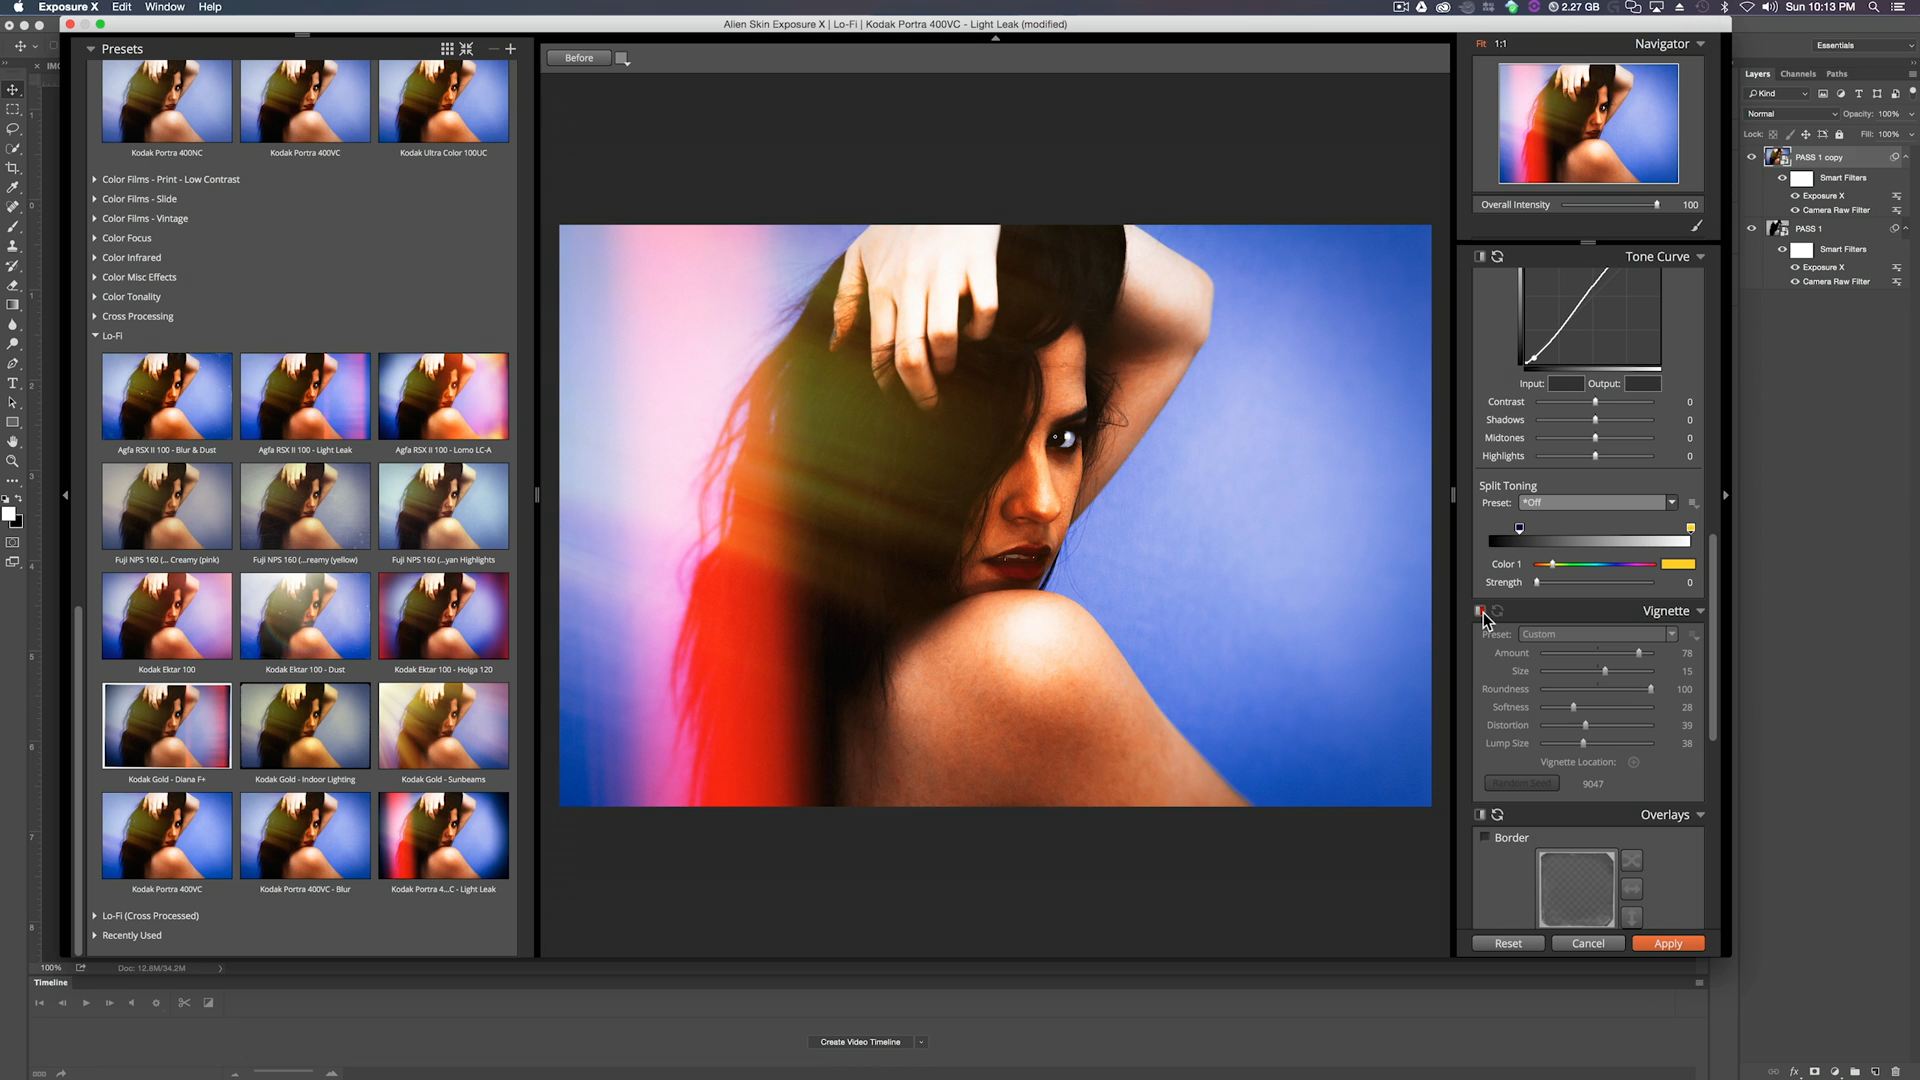 Exposure X Edit Window Help
2.27 GB Sun 10:13 PM
Alien Skin Exposure X | Lo-Fi | Kodak Portra 400VC - Light Leak (modified)
Essentials
Presets
Kodak Portra 400NC Kodak Portra 400VC Kodak Ultra Color 100UC
Color Films - Print - Low Contrast
Color Films - Slide
Color Films - Vintage
Color Focus
Color Infrared
Color Misc Effects
Color Tonality
Cross Processing
Lo-Fi
Agfa RSX II 100 - Blur & Dust Agfa RSX II 100 - Light Leak Agfa RSX II 100 - Lomo LC-A
Fuji NPS 160 (... Creamy (pink) Fuji NPS 160 (...reamy (yellow) Fuji NPS 160 (...yan Highlights
Kodak Ektar 100 Kodak Ektar 100 - Dust Kodak Ektar 100 - Holga 120
Kodak Gold - Diana F+ Kodak Gold - Indoor Lighting Kodak Gold - Sunbeams
Kodak Portra 400VC Kodak Portra 400VC - Blur Kodak Portra 4...C - Light Leak
Lo-Fi (Cross Processed)
Recently Used
Before
Fit 1:1 Navigator
Overall Intensity 100
Tone Curve
Input: Output:
Contrast 0
Shadows 0
Midtones 0
Highlights 0
Split Toning
Preset: *Off
Color 1
Strength 0
Vignette
Preset: Custom
Amount 78
Size 15
Roundness 100
Softness 28
Distortion 39
Lump Size 38
Vignette Location:
Random Seed 9047
Overlays
Border
Reset Cancel Apply
Layers Channels Paths
Kind
Normal Opacity: 100%
Lock: Fill: 100%
PASS 1 copy
Smart Filters
Exposure X
Camera Raw Filter
PASS 1
Smart Filters
Exposure X
Camera Raw Filter
100% Doc: 12.8M/34.2M
Timeline
Create Video Timeline